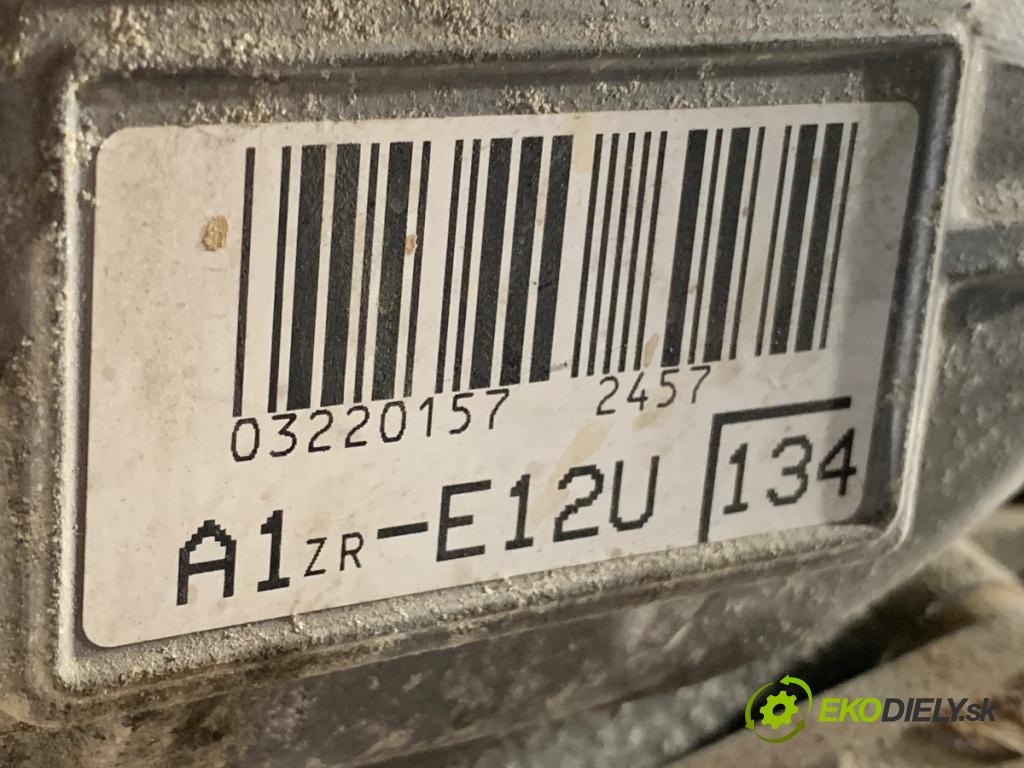 03220157 2457
A1ZR-E12U 134
EKODIELY.sk